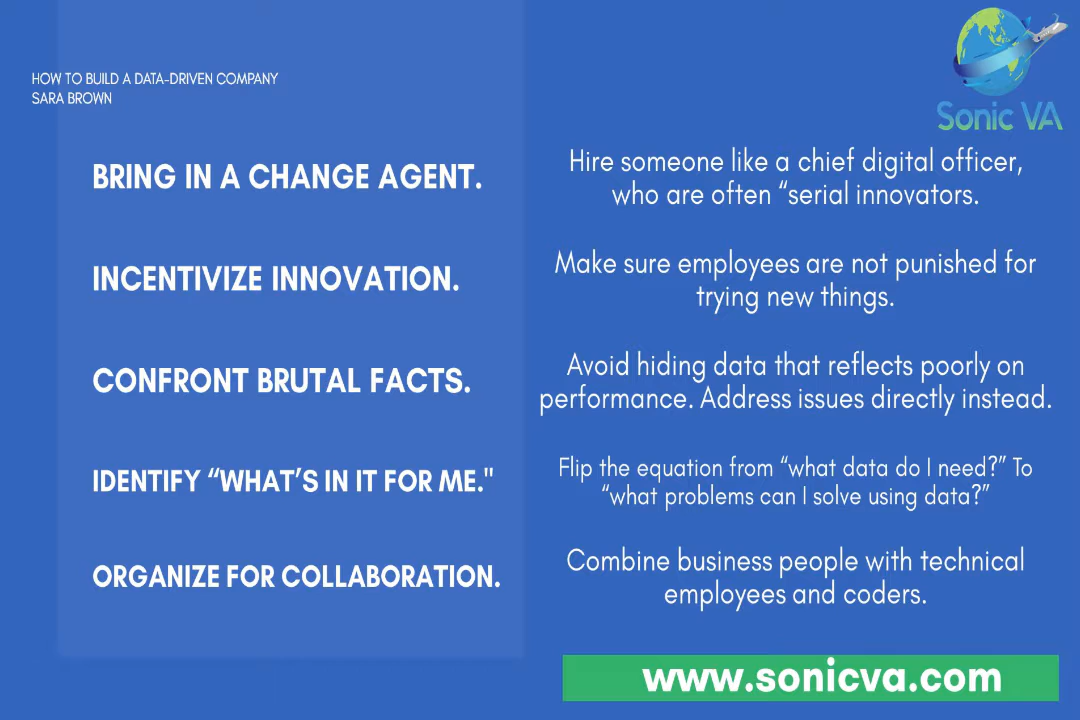 HOW TO BUILD A DATA-DRIVEN COMPANY
SARA BROWN
Sonic VA
BRING IN A CHANGE AGENT.
Hire someone like a chief digital officer,
who are often “serial innovators.
INCENTIVIZE INNOVATION.
Make sure employees are not punished for
trying new things.
CONFRONT BRUTAL FACTS.
Avoid hiding data that reflects poorly on
performance. Address issues directly instead.
IDENTIFY “WHAT’S IN IT FOR ME."
Flip the equation from “what data do I need?” To
“what problems can I solve using data?”
ORGANIZE FOR COLLABORATION.
Combine business people with technical
employees and coders.
www.sonicva.com